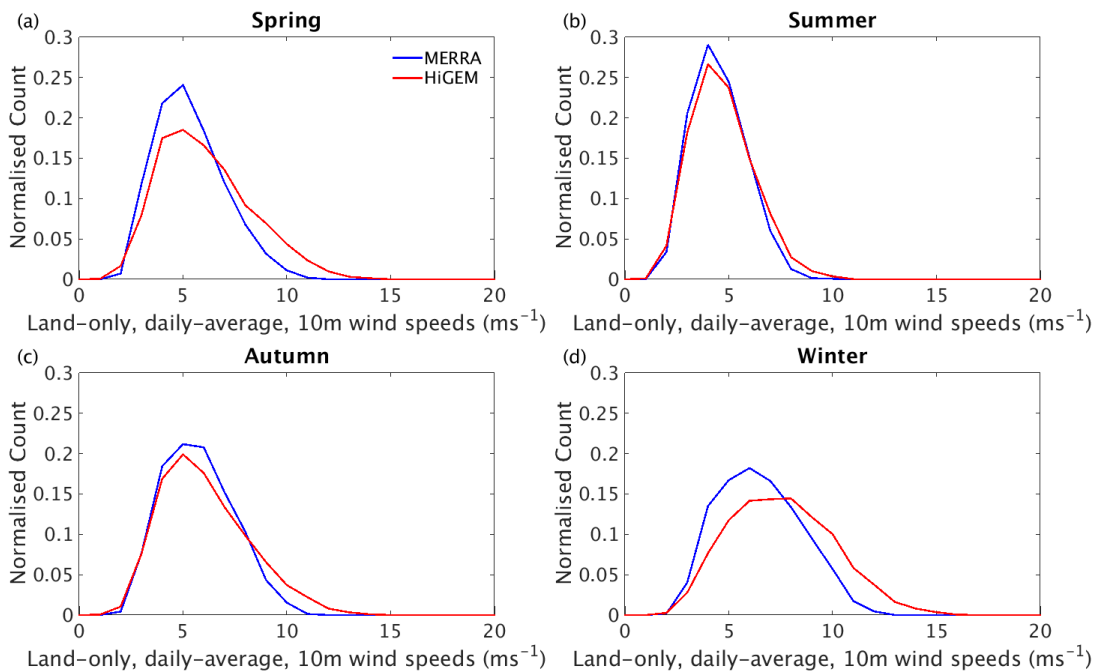 (a) Spring
0.3
0.25
0.2
0.15
0.1
0.05
0
Normalised Count
MERRA
HiGEM
0 5 10 15 20
Land-only, daily-average, 10m wind speeds (ms⁻¹)
(b) Summer
0.3
0.25
0.2
0.15
0.1
0.05
0
Normalised Count
0 5 10 15 20
Land-only, daily-average, 10m wind speeds (ms⁻¹)
(c) Autumn
0.3
0.25
0.2
0.15
0.1
0.05
0
Normalised Count
0 5 10 15 20
Land-only, daily-average, 10m wind speeds (ms⁻¹)
(d) Winter
0.3
0.25
0.2
0.15
0.1
0.05
0
Normalised Count
0 5 10 15 20
Land-only, daily-average, 10m wind speeds (ms⁻¹)